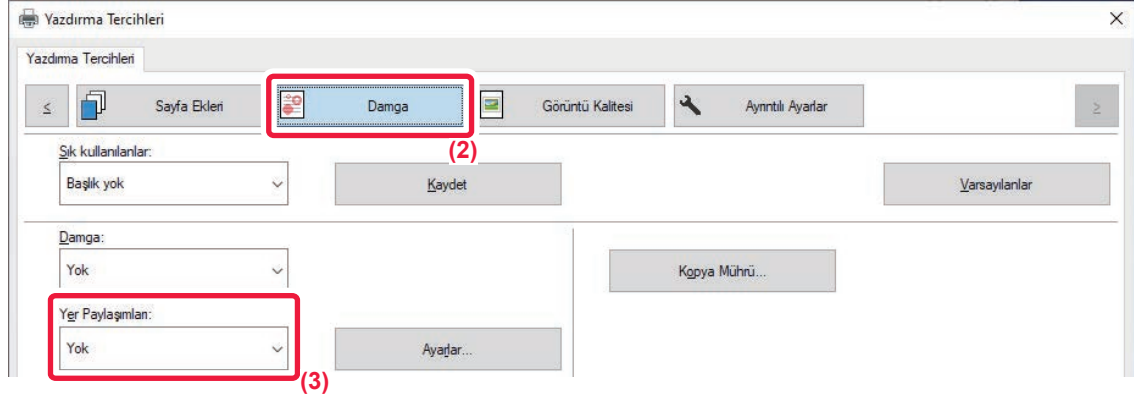 Yazdırma Tercihleri
Yazdırma Tercihleri
< Sayfa Ekleri Damga Görüntü Kalitesi Ayrıntılı Ayarlar >
(2)
Sık kullanılanlar:
Başlık yok Kaydet Varsayılanlar
Damga:
Yok Kopya Mührü...
Yer Paylaşımları:
Yok Ayarlar...
(3)